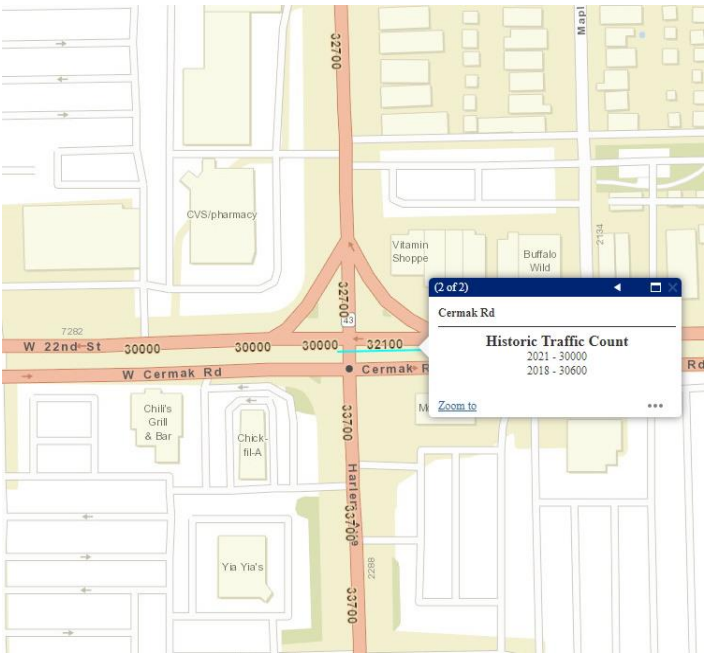 32700
Mapl
CVS/pharmacy
2134
Vitamin
Shoppe
Buffalo
Wild
32700
43
(2 of 2)
Cermak Rd
Historic Traffic Count
2021 - 30000
2018 - 30600
Zoom to
7282
W 22nd St
30000
30000
30000
32100
W Cermak Rd
Cermak R
Rd
Chili's
Grill
& Bar
Chick-
fil-A
M
33700
33700
2288
Yia Yia's
33700